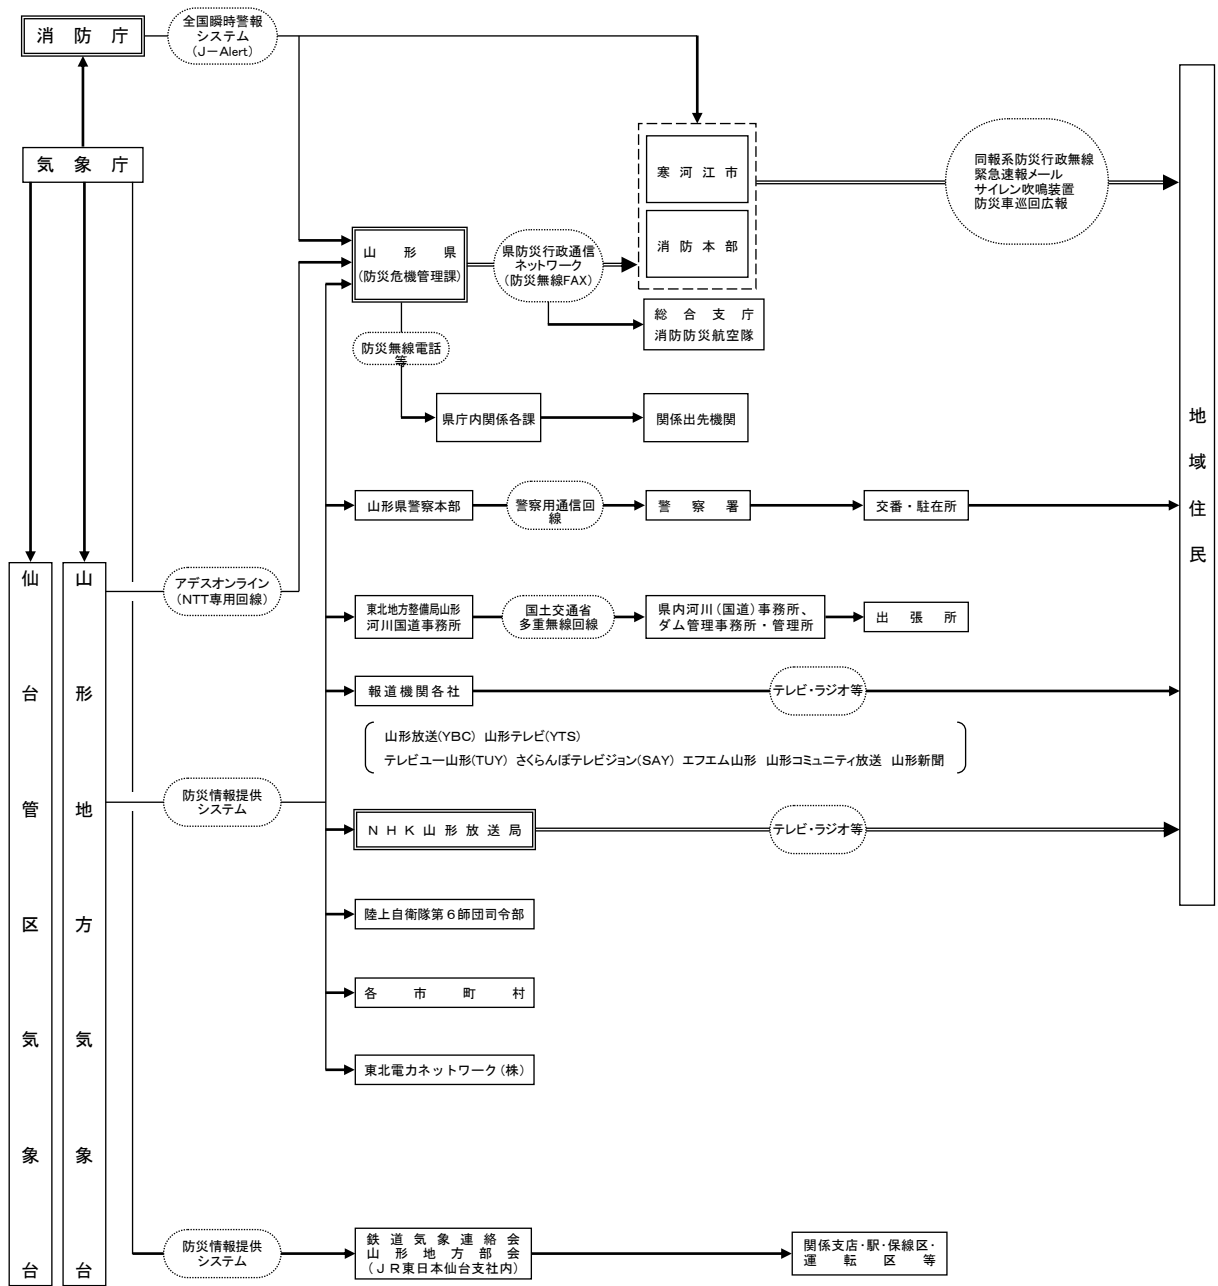 全国瞬時警報
システム
(J－Alert)
消防庁
気象庁
寒河江市
消防本部
同報系防災行政無線
緊急速報メール
サイレン吹鳴装置
防災車巡回広報
山形県
(防災危機管理課)
県防災行政通信
ネットワーク
(防災無線FAX)
総合支庁
消防防災航空隊
防災無線電話
等
県庁内関係各課
関係出先機関
地域住民
山形県警察本部
警察用通信回
線
警察署
交番・駐在所
仙台管区気象台
山形地方気象台
アデスオンライン
(NTT専用回線)
東北地方整備局山形
河川国道事務所
国土交通省
多重無線回線
県内河川(国道)事務所、
ダム管理事務所・管理所
出張所
報道機関各社
テレビ・ラジオ等
山形放送(YBC) 山形テレビ(YTS)
テレビユー山形(TUY) さくらんぼテレビジョン(SAY) エフエム山形 山形コミュニティ放送 山形新聞
防災情報提供
システム
NHK山形放送局
テレビ・ラジオ等
陸上自衛隊第6師団司令部
各市町村
東北電力ネットワーク(株)
防災情報提供
システム
鉄道気象連絡会
山形地方部会
(JR東日本仙台支社内)
関係支店・駅・保線区・
運転区等